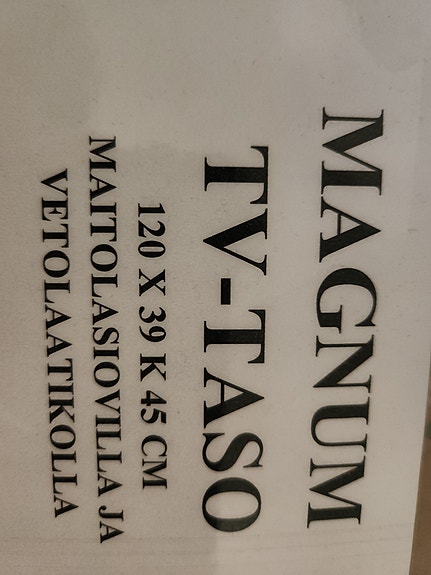 MAGNUM
TV-TASO
120 X 39 K 45 CM
MAITOLASIOVILLA JA
VETOLAATIKOLLA